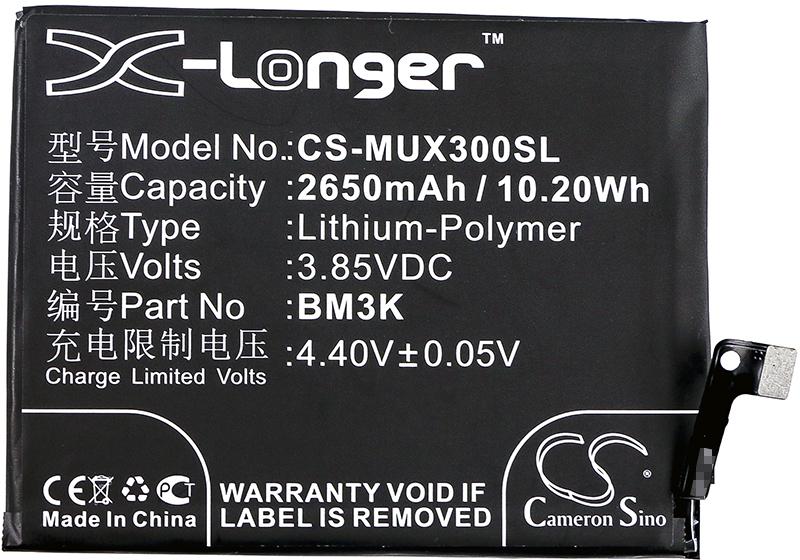 X-Longer™
型号Model No.:CS-MUX300SL
容量Capacity :2650mAh / 10.20Wh
规格Type :Lithium-Polymer
电压Volts :3.85VDC
编号Part No :BM3K
充电限制电压 :4.40V±0.05V
Charge Limited Volts
CE PCT
Made In China
WARRANTY VOID IF
LABEL IS REMOVED
CS®
Cameron Sino